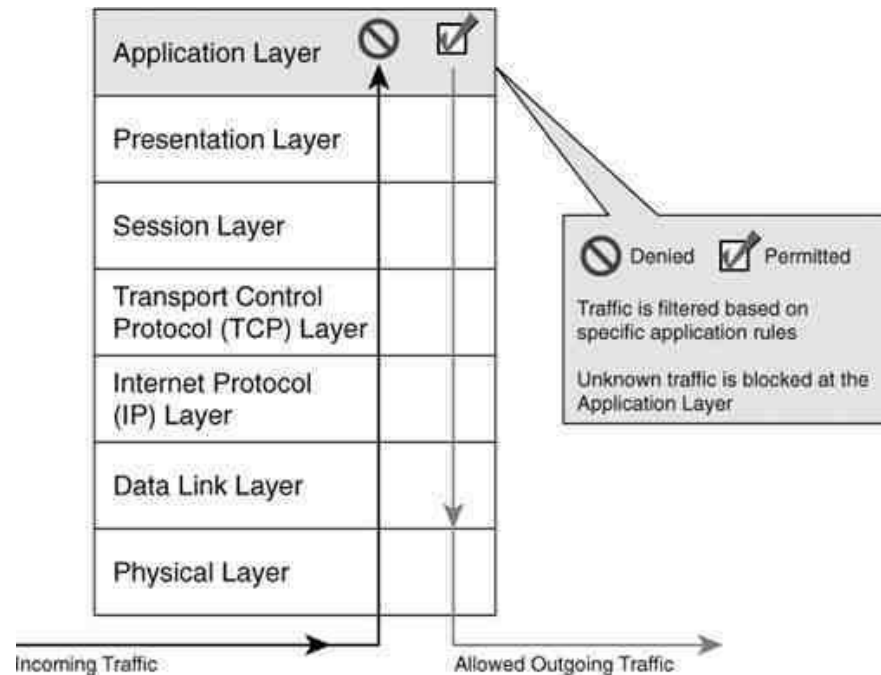 Application Layer
Presentation Layer
Session Layer
Transport Control
Protocol (TCP) Layer
Internet Protocol
(IP) Layer
Data Link Layer
Physical Layer
Denied
Permitted
Traffic is filtered based on
specific application rules
Unknown traffic is blocked at the
Application Layer
Incoming Traffic
Allowed Outgoing Traffic